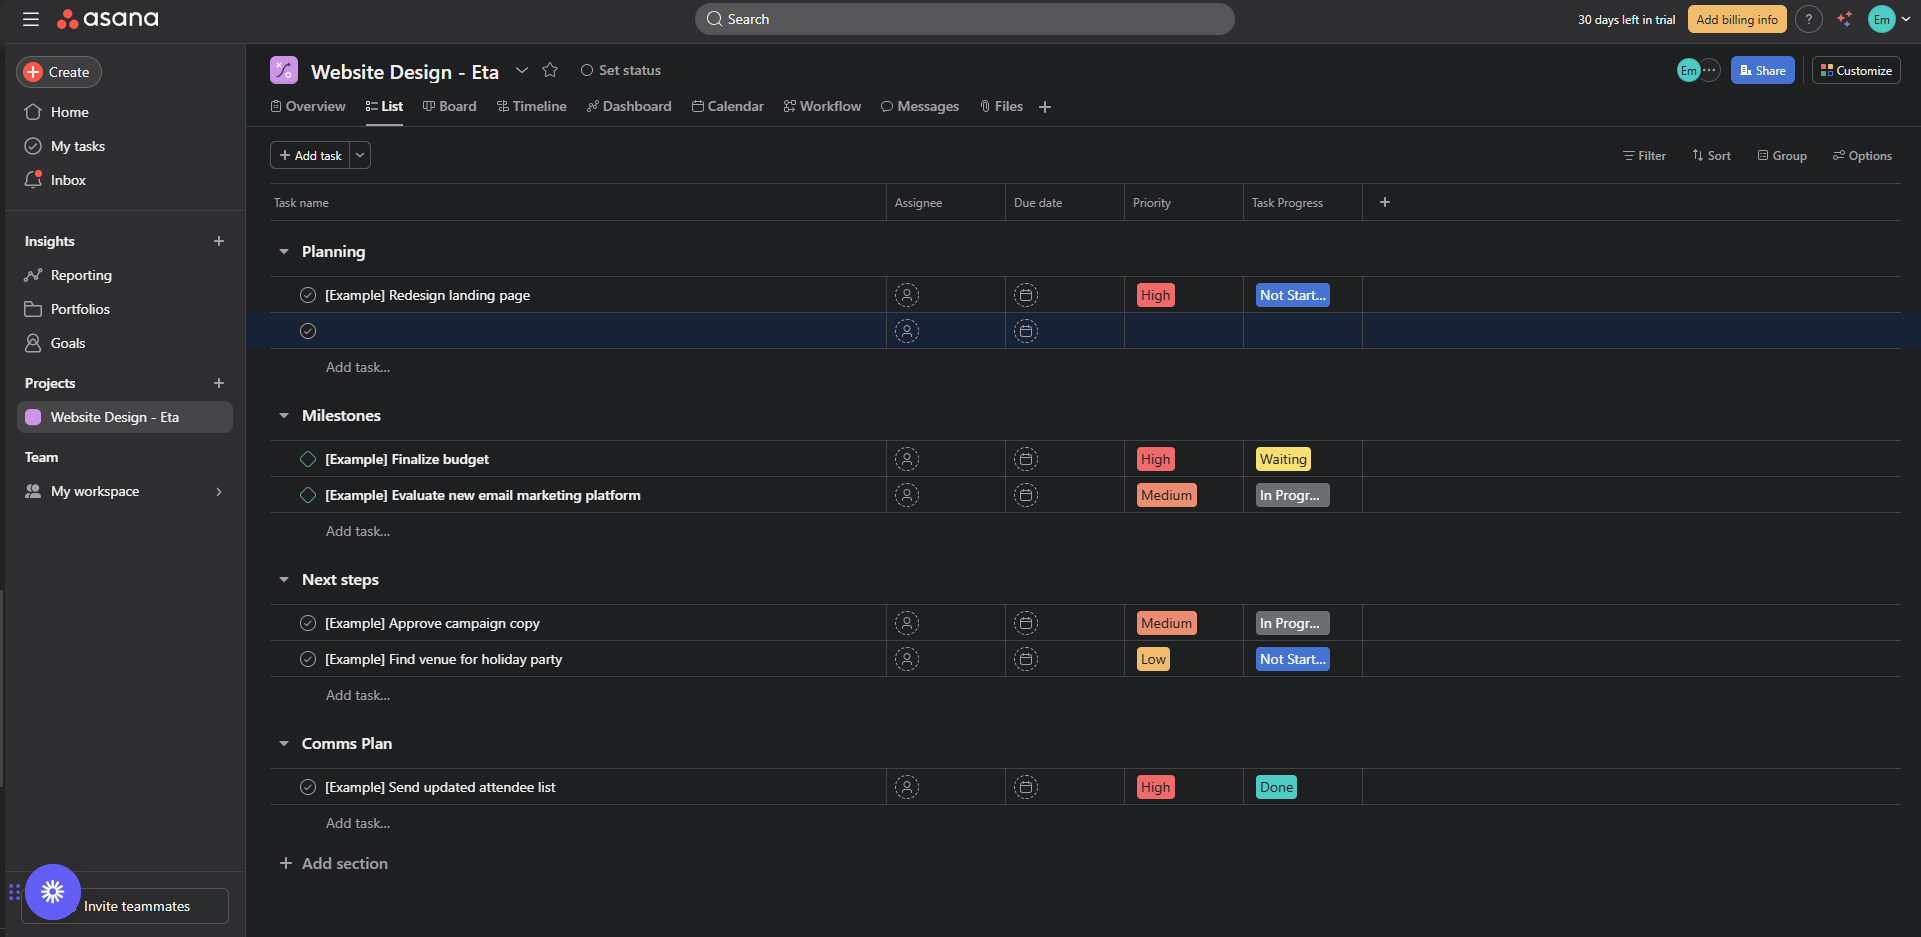 asana
Search
30 days left in trial
Add billing info
?
Em
Create
Home
My tasks
Inbox
Insights
Reporting
Portfolios
Goals
Projects
Website Design - Eta
Team
My workspace
Invite teammates
Website Design - Eta
Set status
Em
Share
Customize
Overview
List
Board
Timeline
Dashboard
Calendar
Workflow
Messages
Files
Add task
Filter
Sort
Group
Options
Task name Assignee Due date Priority Task Progress
Planning
[Example] Redesign landing page High Not Start...
Add task...
Milestones
[Example] Finalize budget High Waiting
[Example] Evaluate new email marketing platform Medium In Progr...
Add task...
Next steps
[Example] Approve campaign copy Medium In Progr...
[Example] Find venue for holiday party Low Not Start...
Add task...
Comms Plan
[Example] Send updated attendee list High Done
Add task...
Add section